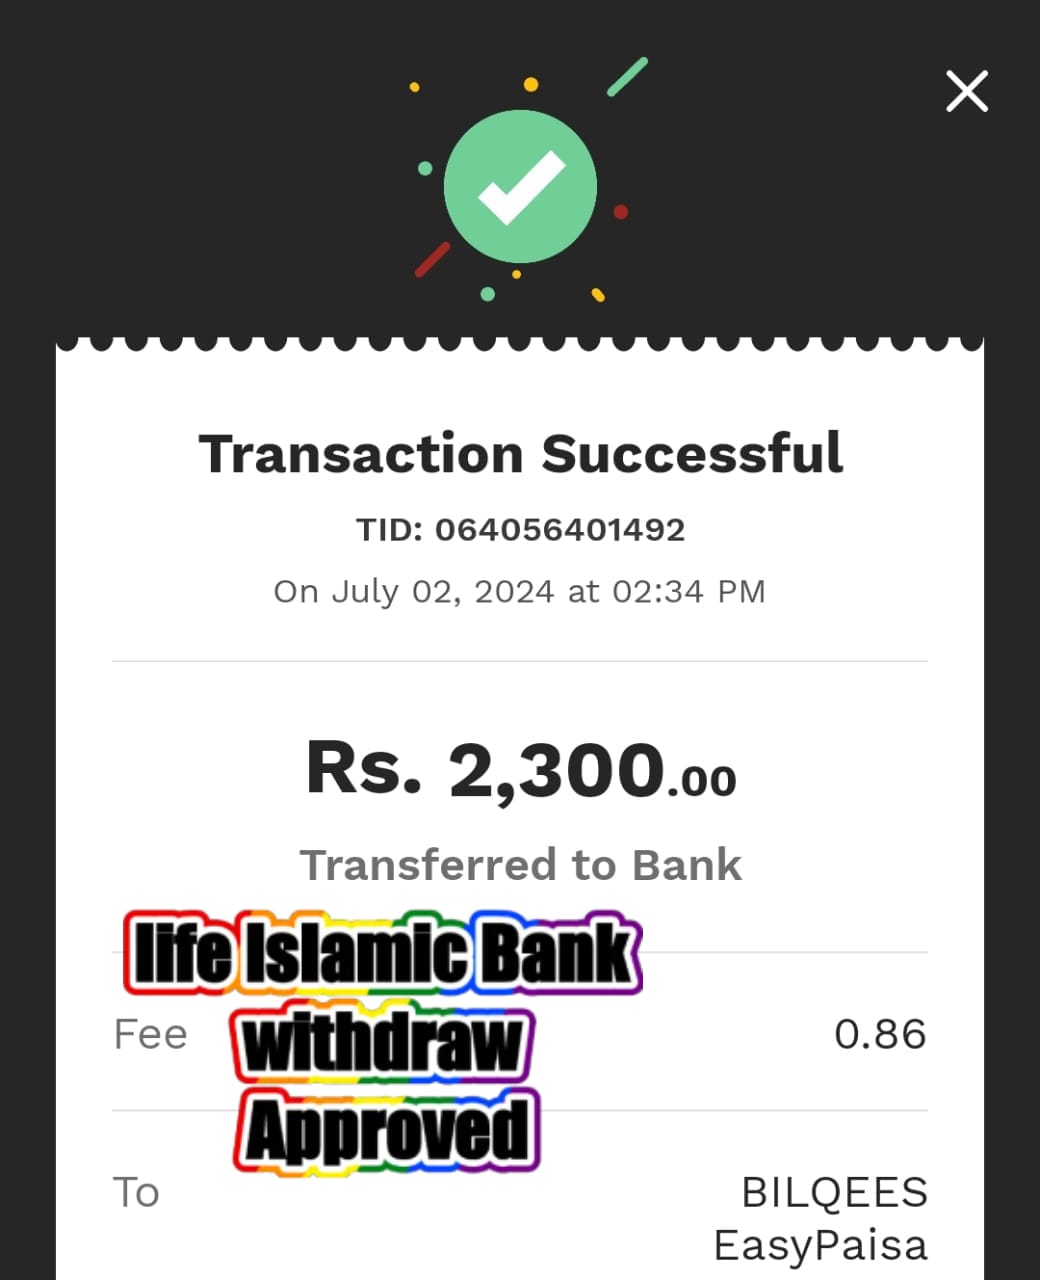 Transaction Successful
TID: 064056401492
On July 02, 2024 at 02:34 PM
Rs. 2,300.00
Transferred to Bank
life Islamic Bank
withdraw
Approved
Fee 0.86
To BILQEES
EasyPaisa